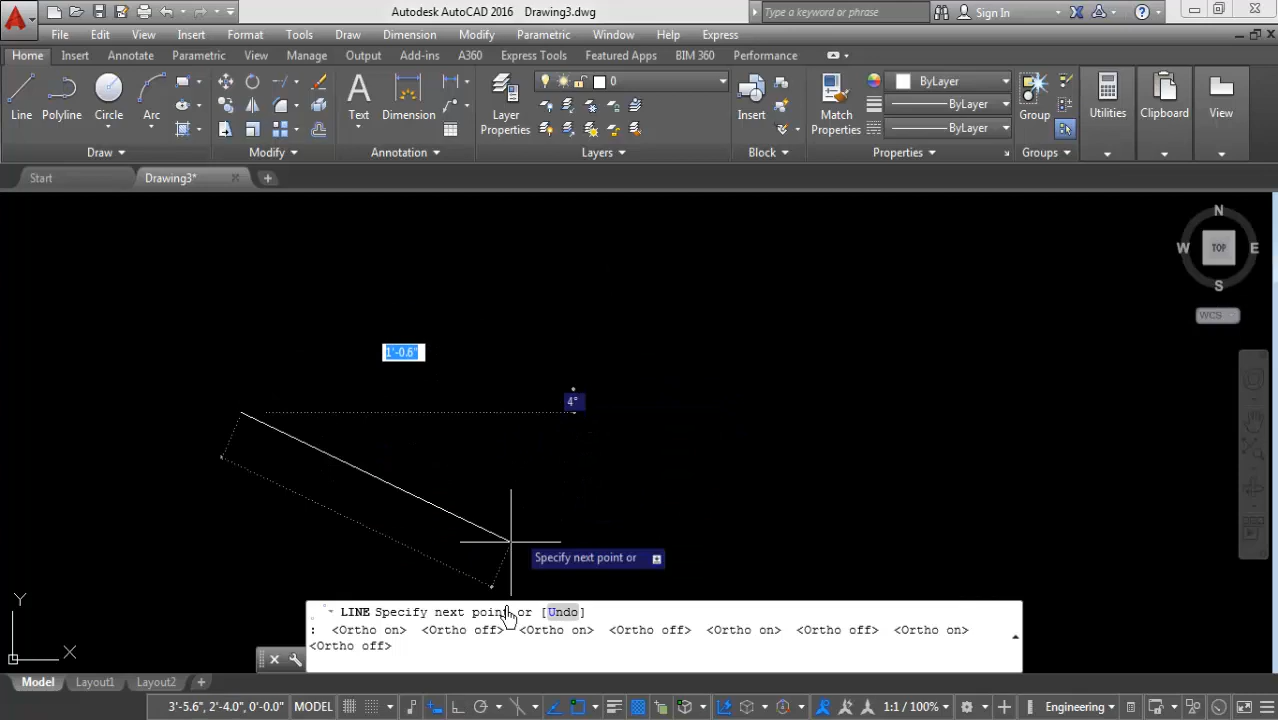 Autodesk AutoCAD 2016 Drawing3.dwg
Type a keyword or phrase
Sign In
File Edit View Insert Format Tools Draw Dimension Modify Parametric Window Help Express
Home Insert Annotate Parametric View Manage Output Add-ins A360 Express Tools Featured Apps BIM 360 Performance
0
ByLayer
ByLayer
ByLayer
Line Polyline Circle Arc
Text Dimension
Layer Properties
Insert
Match Properties
Group
Utilities Clipboard View
Draw Modify Annotation Layers Block Properties Groups
Start Drawing3*
N
W TOP E
S
WCS
1'-0.6"
4°
Specify next point or
LINE Specify next point or [Undo]
: <Ortho on> <Ortho off> <Ortho on> <Ortho off> <Ortho on> <Ortho off> <Ortho on>
<Ortho off>
Y
X
Model Layout1 Layout2
3'-5.6", 2'-4.0", 0'-0.0" MODEL 1:1 / 100% Engineering